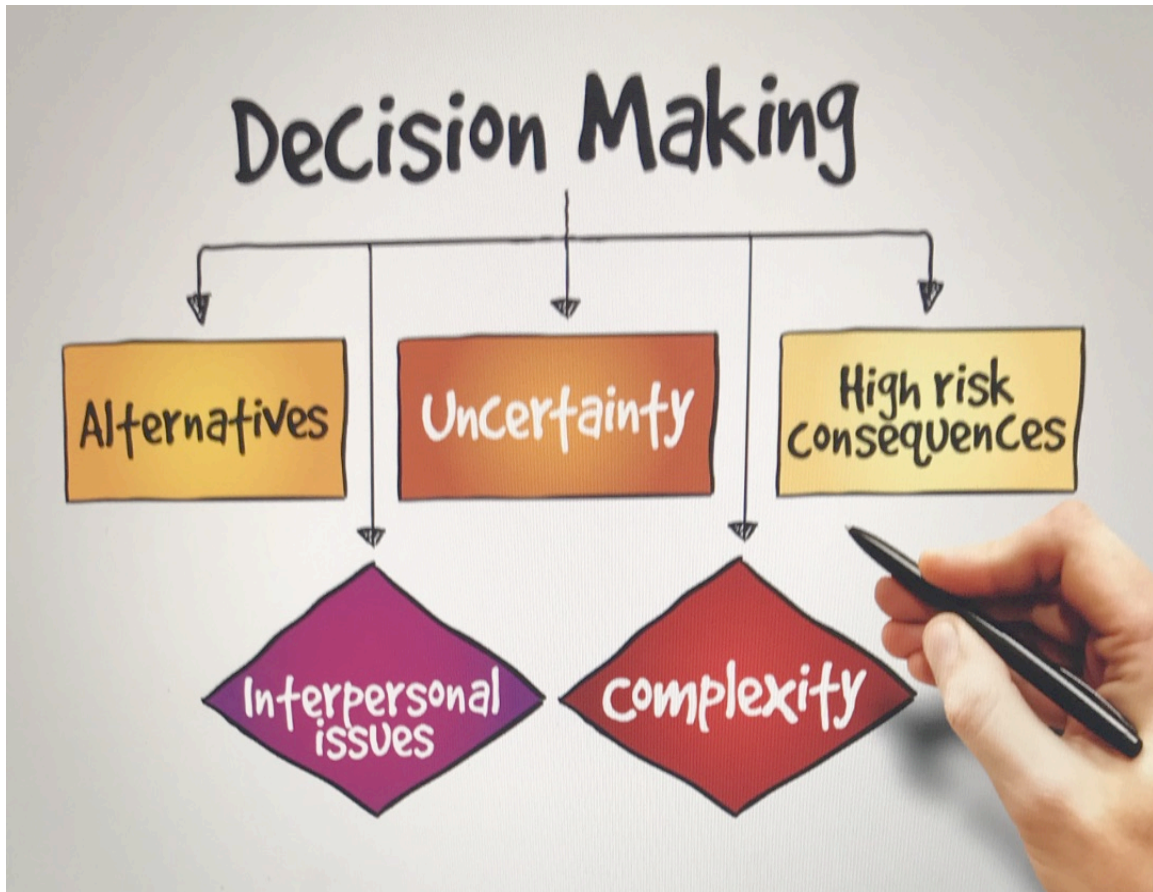 Decision Making
Alternatives
Uncertainty
High risk
consequences
Interpersonal
issues
complexity